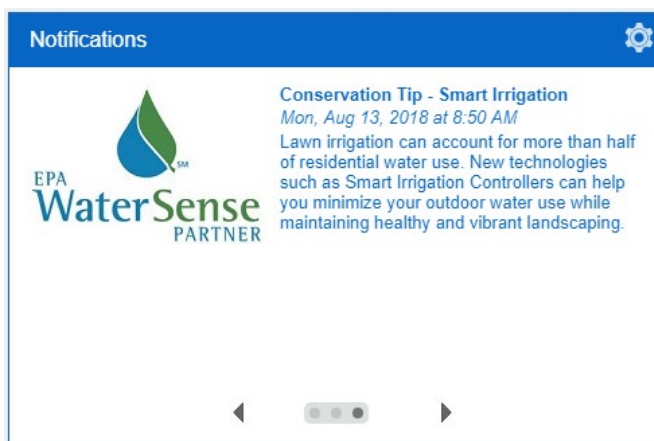 Notifications
EPA
WaterSense
PARTNER
SM
Conservation Tip - Smart Irrigation
Mon, Aug 13, 2018 at 8:50 AM
Lawn irrigation can account for more than half
of residential water use. New technologies
such as Smart Irrigation Controllers can help
you minimize your outdoor water use while
maintaining healthy and vibrant landscaping.